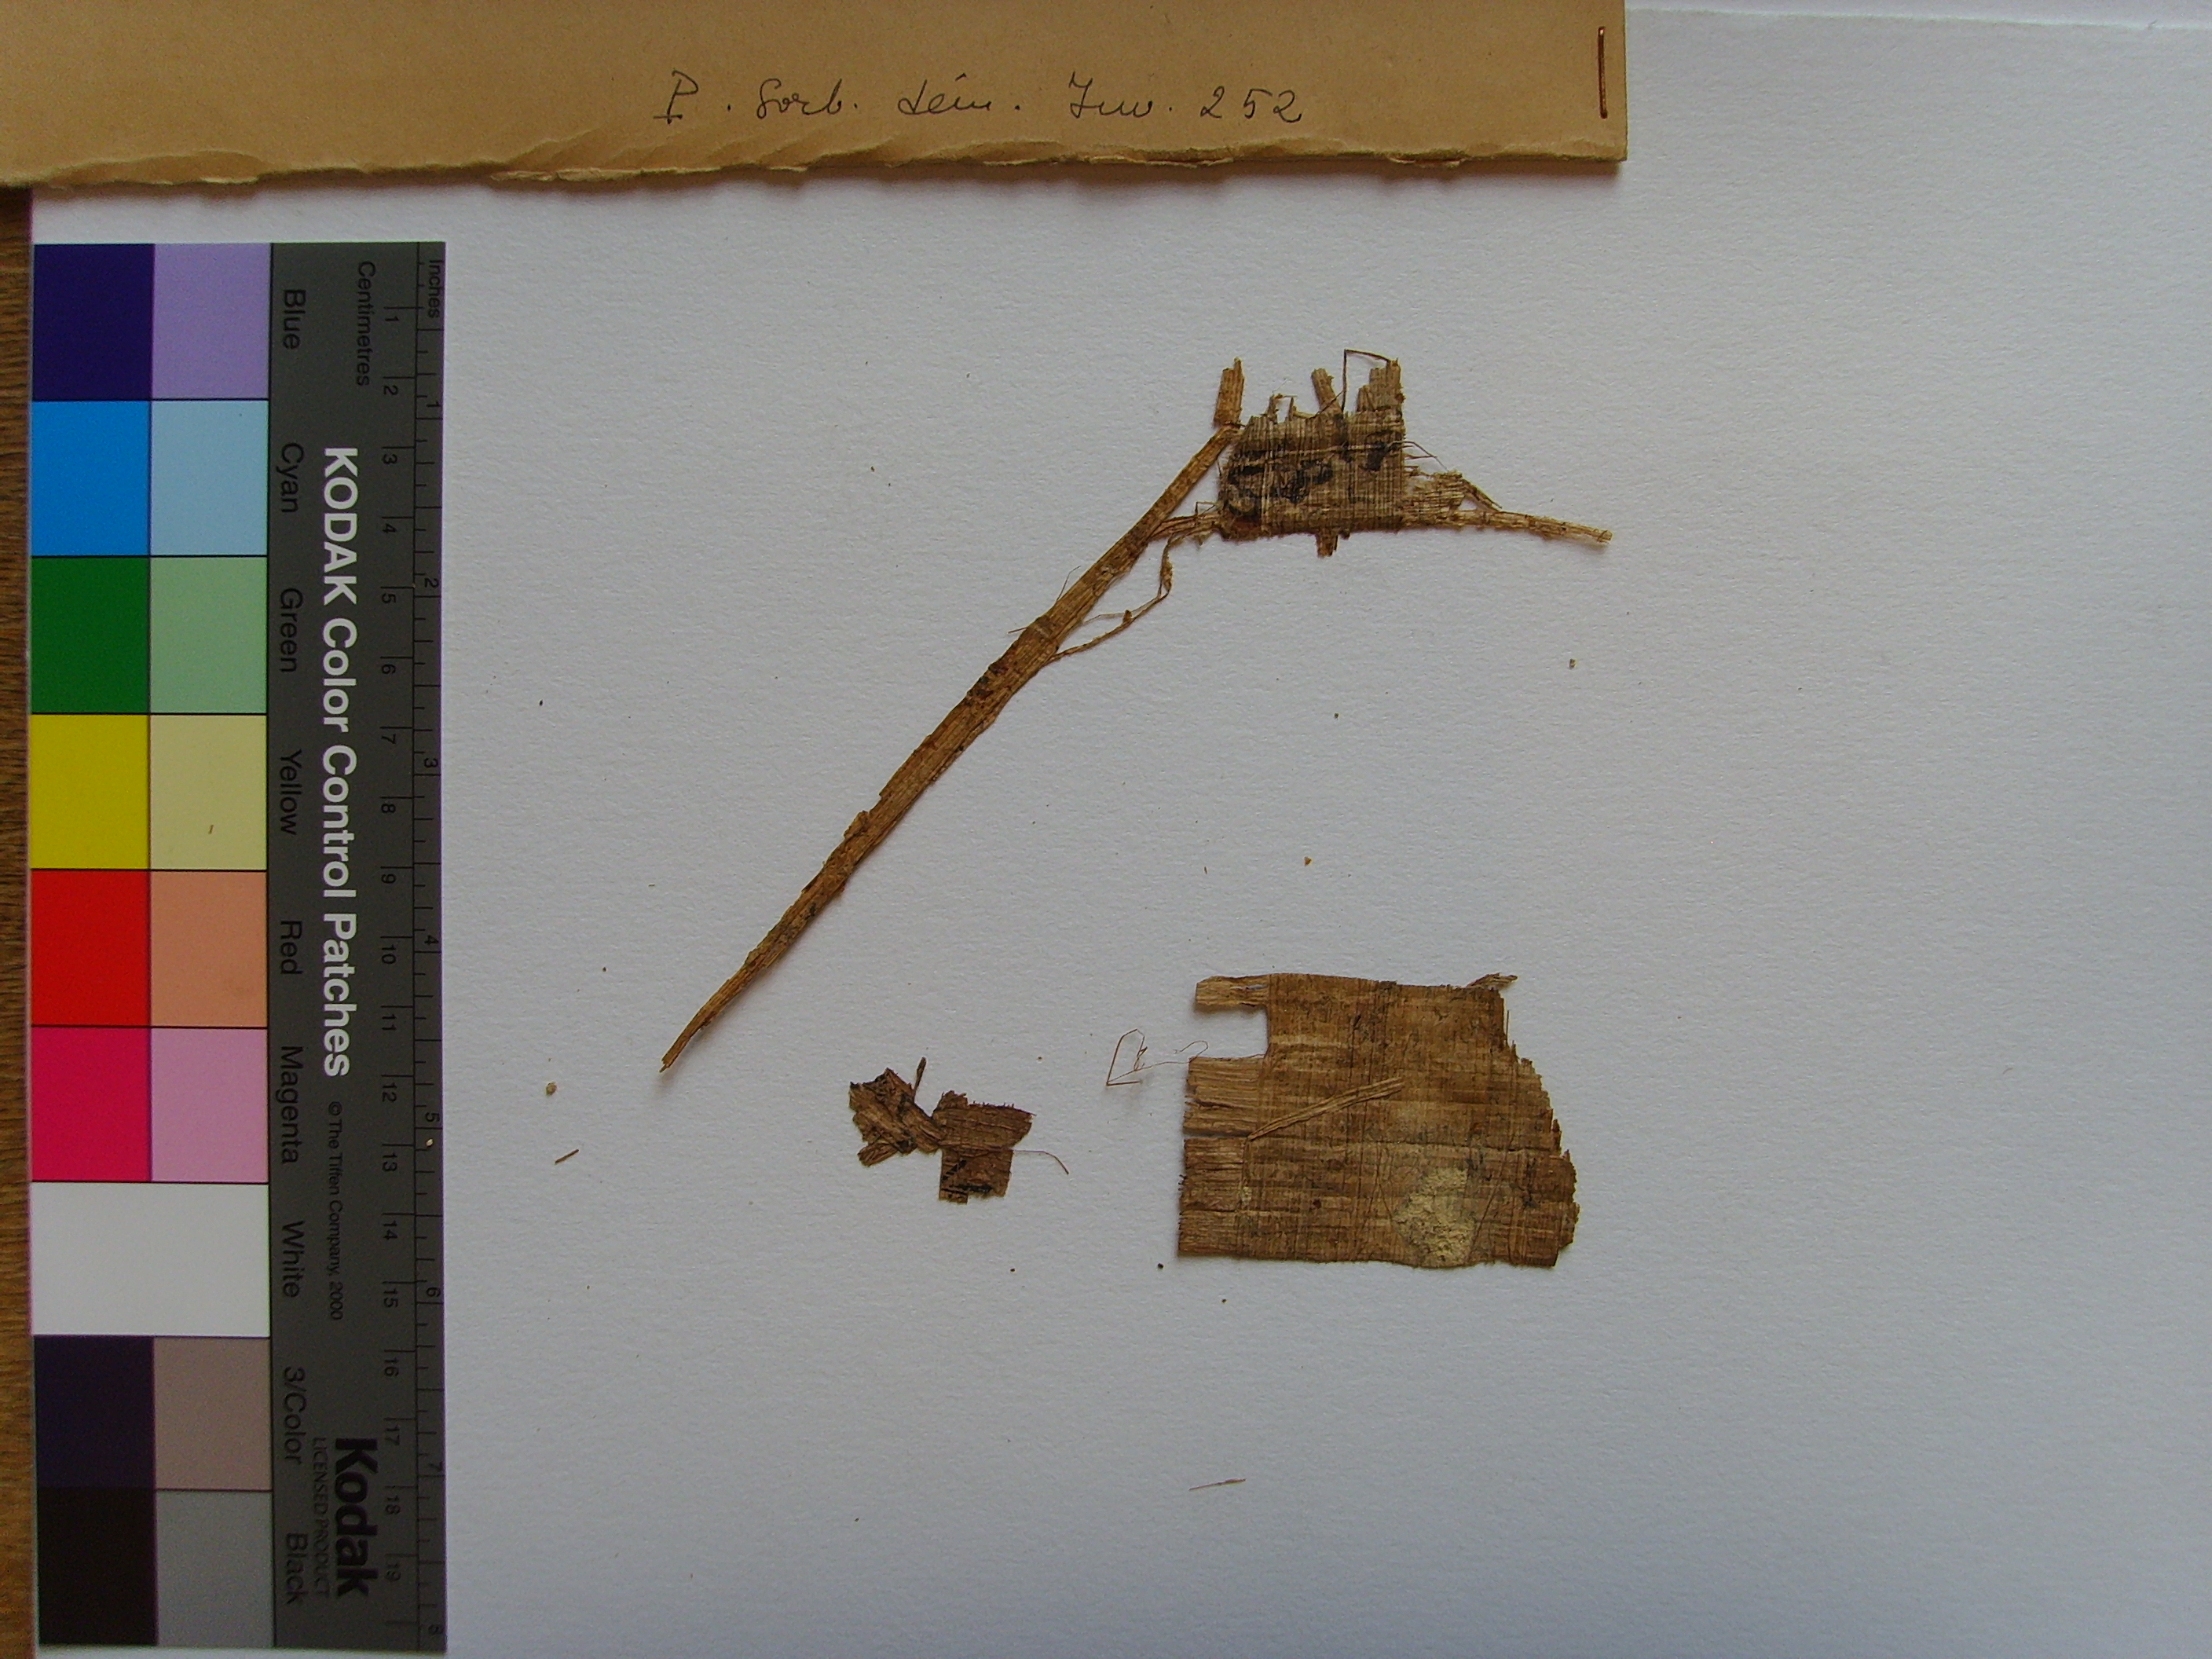 P. Sorb. dém. Inv. 252
Inches
Centimetres
1 2 3 4 5 6 7 8 9 10 11 12 13 14 15 16 17 18 19
1 2 3 4 5 6 7 8
KODAK Color Control Patches
© The Tiffen Company, 2000
Kodak
LICENSED PRODUCT
Blue Cyan Green Yellow Red Magenta White 3/Color Black